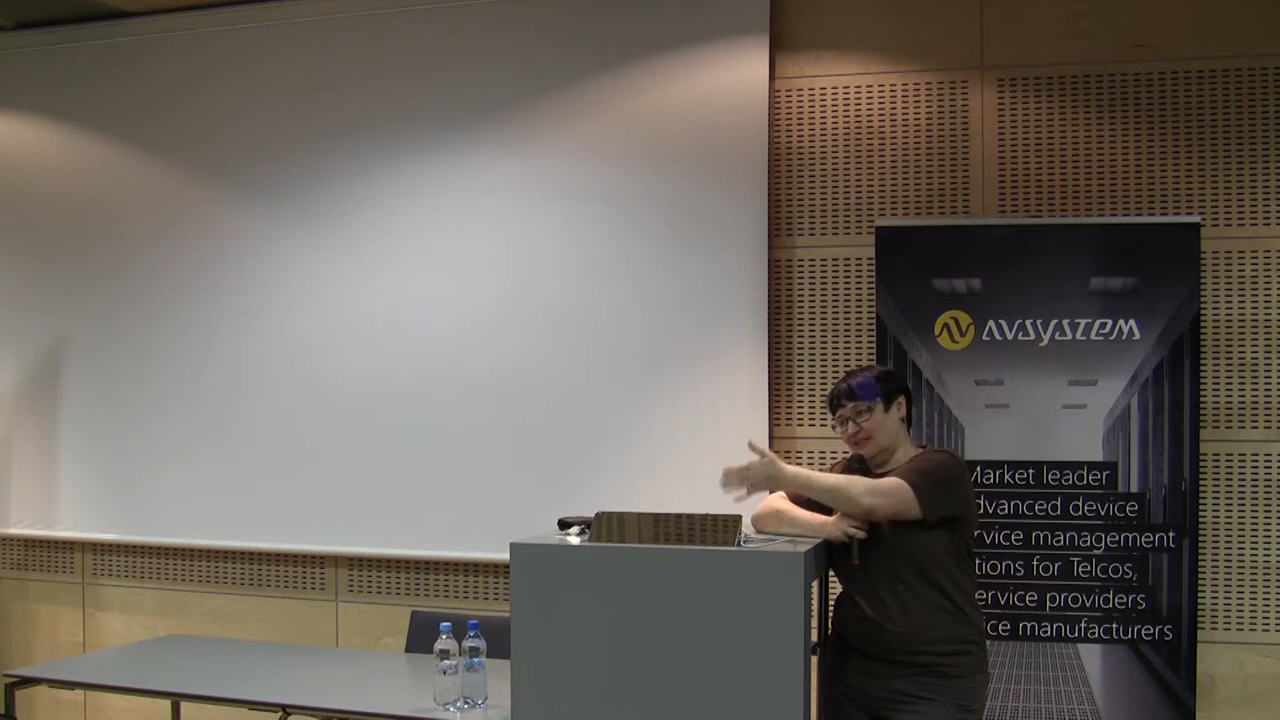 AVSYSTEM
Market leader
dvanced device
rvice management
tions for Telcos,
ervice providers
ice manufacturers